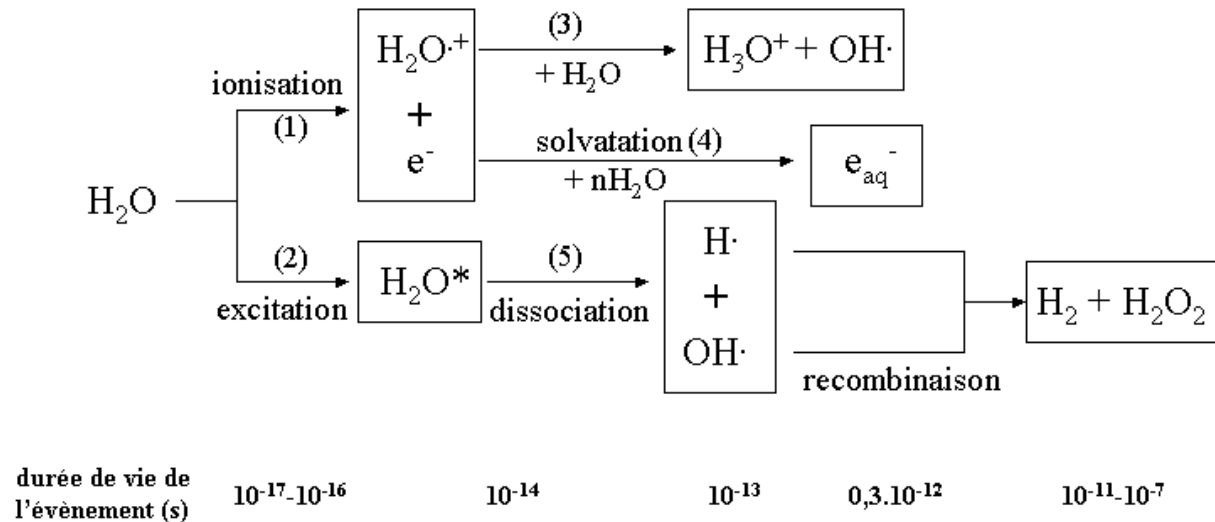 H₂O
ionisation
(1)
H₂O·⁺
+
e⁻
(3)
+ H₂O
H₃O⁺ + OH·
solvatation (4)
+ nH₂O
eaq⁻
(2)
excitation
H₂O*
(5)
dissociation
H·
+
OH·
recombinaison
H₂ + H₂O₂
durée de vie de
l'évènement (s)
10⁻¹⁷-10⁻¹⁶
10⁻¹⁴
10⁻¹³
0,3.10⁻¹²
10⁻¹¹-10⁻⁷